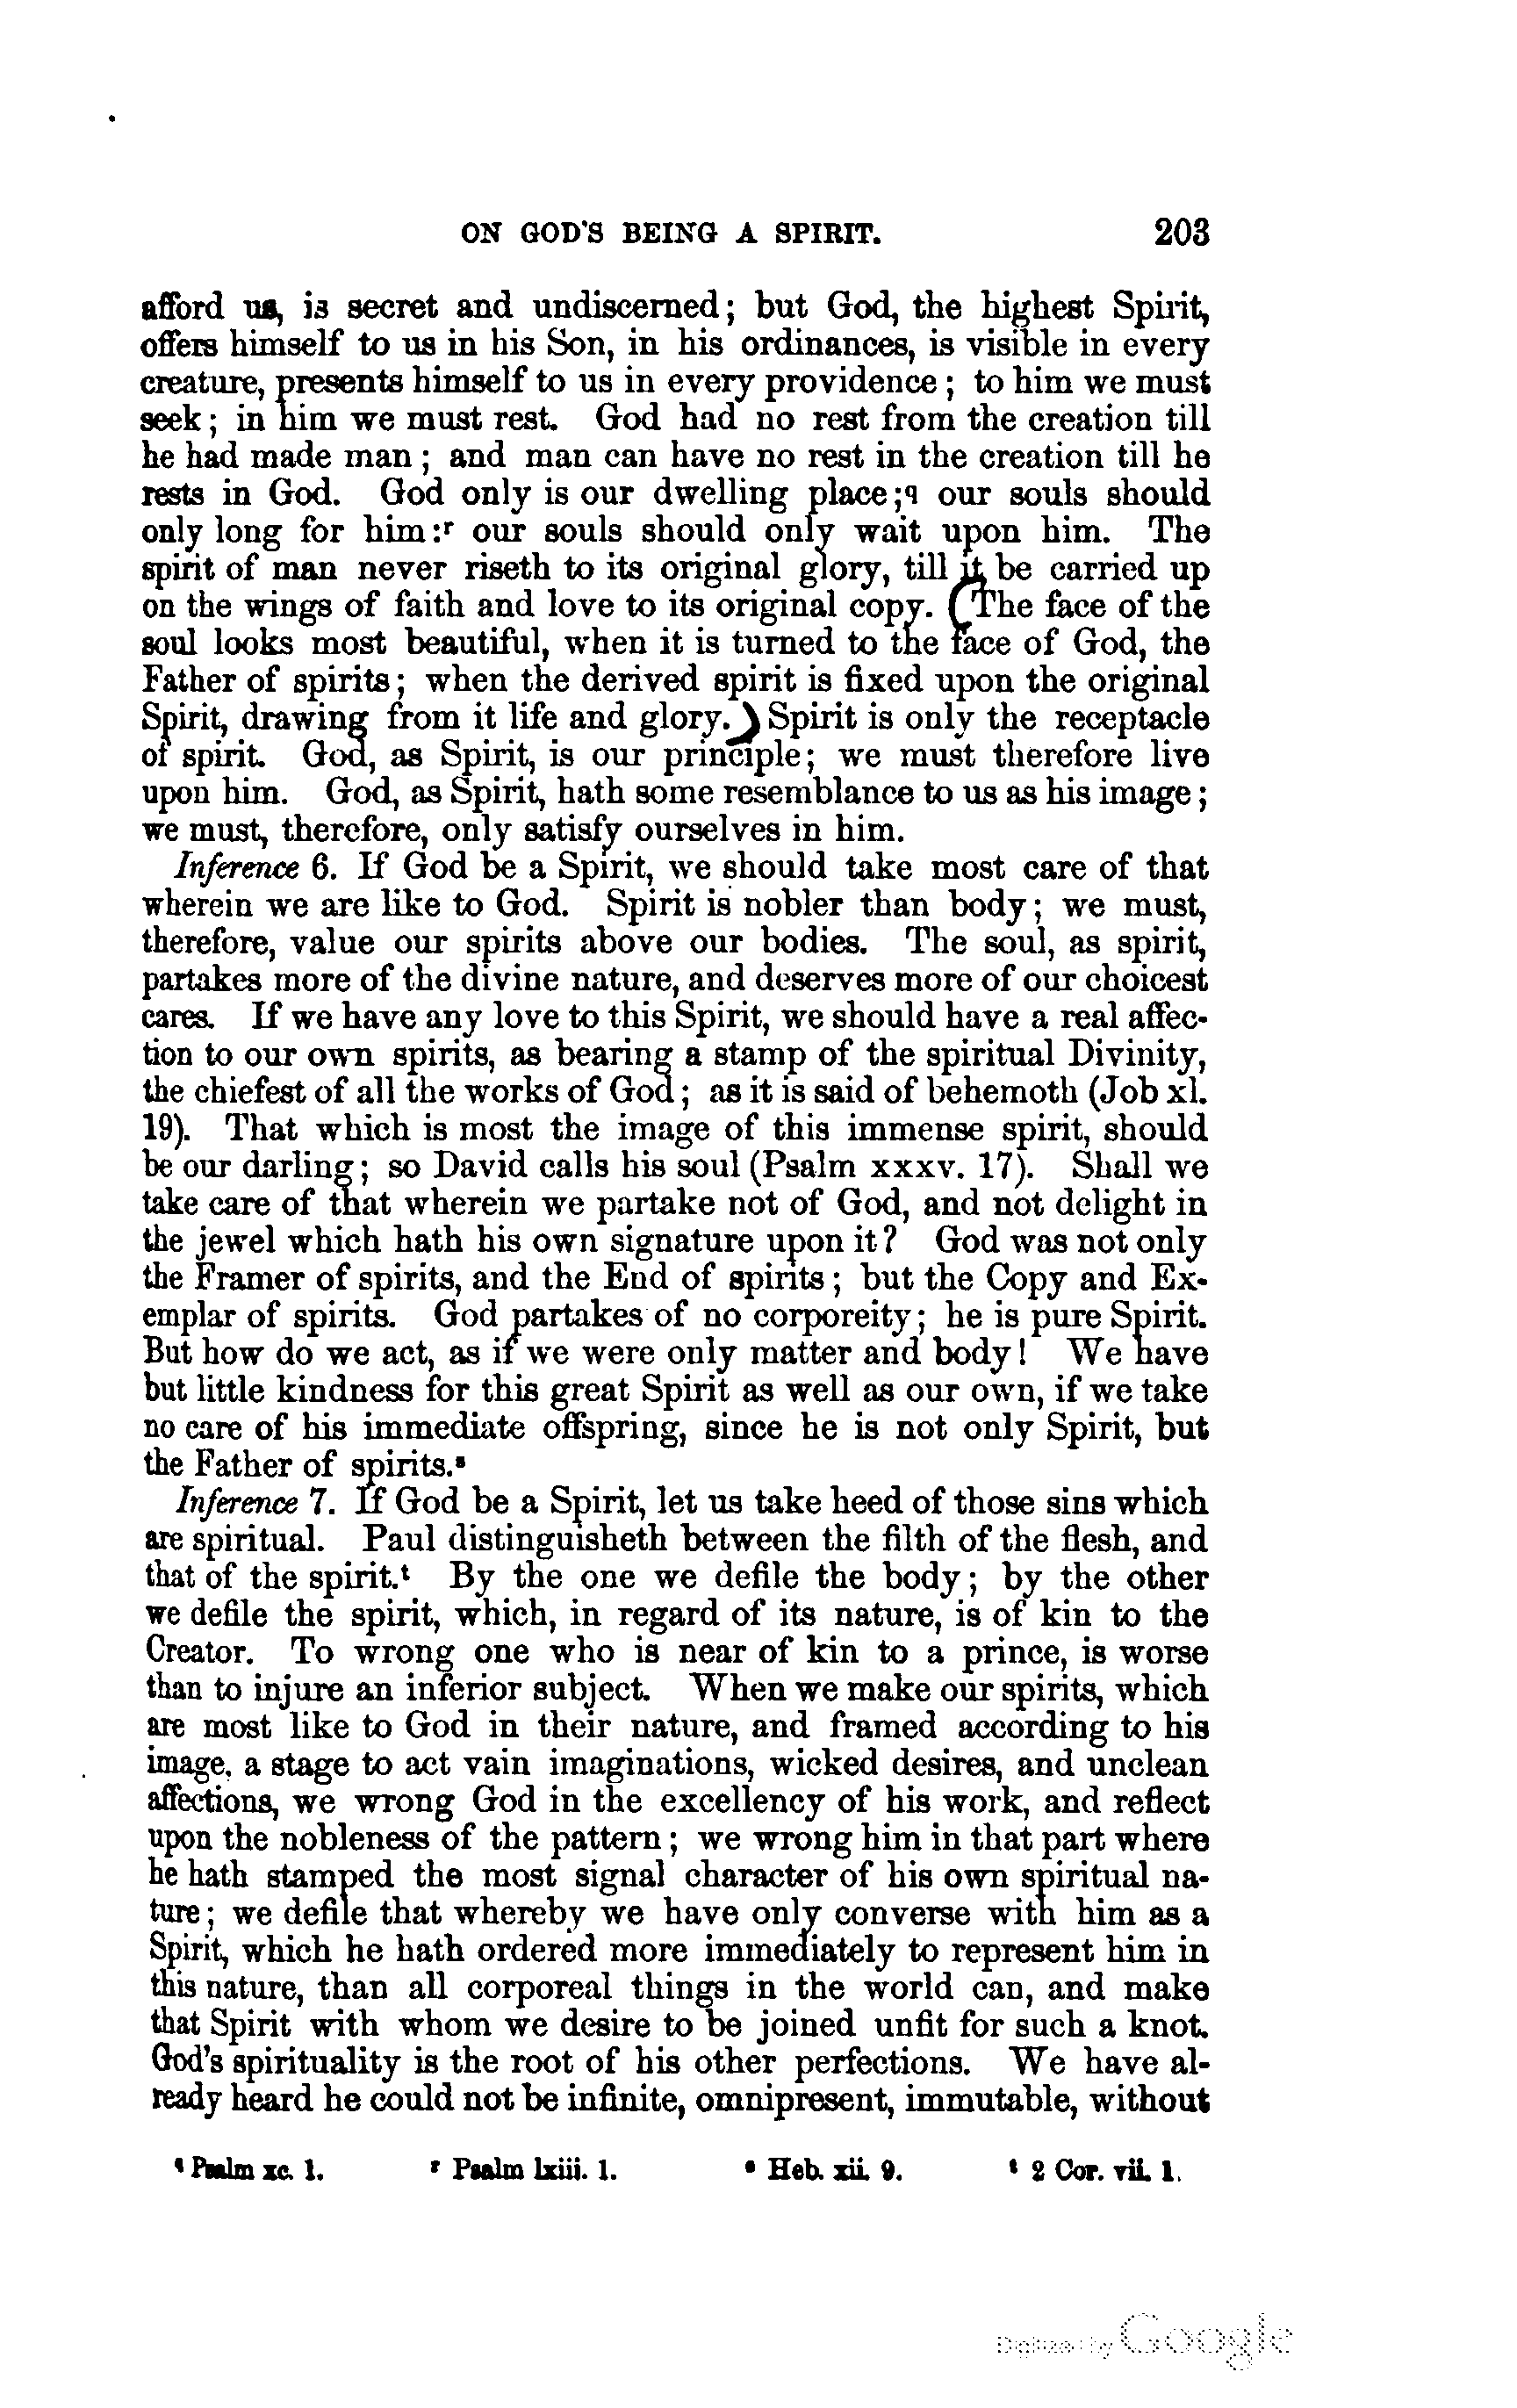 ON GOD'S BEING A SPIRIT. 203
afford us, is secret and undiscerned; but God, the highest Spirit,
offers himself to us in his Son, in his ordinances, is visible in every
creature, presents himself to us in every providence; to him we must
seek; in him we must rest. God had no rest from the creation till
he had made man; and man can have no rest in the creation till he
rests in God. God only is our dwelling place;q our souls should
only long for him:r our souls should only wait upon him. The
spirit of man never riseth to its original glory, till it be carried up
on the wings of faith and love to its original copy. (The face of the
soul looks most beautiful, when it is turned to the face of God, the
Father of spirits; when the derived spirit is fixed upon the original
Spirit, drawing from it life and glory.) Spirit is only the receptacle
of spirit. God, as Spirit, is our principle; we must therefore live
upon him. God, as Spirit, hath some resemblance to us as his image;
we must, therefore, only satisfy ourselves in him.
Inference 6. If God be a Spirit, we should take most care of that
wherein we are like to God. Spirit is nobler than body; we must,
therefore, value our spirits above our bodies. The soul, as spirit,
partakes more of the divine nature, and deserves more of our choicest
cares. If we have any love to this Spirit, we should have a real affec-
tion to our own spirits, as bearing a stamp of the spiritual Divinity,
the chiefest of all the works of God; as it is said of behemoth (Job xl.
19). That which is most the image of this immense spirit, should
be our darling; so David calls his soul (Psalm xxxv. 17). Shall we
take care of that wherein we partake not of God, and not delight in
the jewel which hath his own signature upon it? God was not only
the Framer of spirits, and the End of spirits; but the Copy and Ex-
emplar of spirits. God partakes of no corporeity; he is pure Spirit.
But how do we act, as if we were only matter and body! We have
but little kindness for this great Spirit as well as our own, if we take
no care of his immediate offspring, since he is not only Spirit, but
the Father of spirits.s
Inference 7. If God be a Spirit, let us take heed of those sins which
are spiritual. Paul distinguisheth between the filth of the flesh, and
that of the spirit.t By the one we defile the body; by the other
we defile the spirit, which, in regard of its nature, is of kin to the
Creator. To wrong one who is near of kin to a prince, is worse
than to injure an inferior subject. When we make our spirits, which
are most like to God in their nature, and framed according to his
image, a stage to act vain imaginations, wicked desires, and unclean
affections, we wrong God in the excellency of his work, and reflect
upon the nobleness of the pattern; we wrong him in that part where
he hath stamped the most signal character of his own spiritual na-
ture; we defile that whereby we have only converse with him as a
Spirit, which he hath ordered more immediately to represent him in
this nature, than all corporeal things in the world can, and make
that Spirit with whom we desire to be joined unfit for such a knot.
God's spirituality is the root of his other perfections. We have al-
ready heard he could not be infinite, omnipresent, immutable, without
q Psalm xc. 1. r Psalm lxiii. 1. s Heb. xii. 9. t 2 Cor. vii. 1.
Digitized by Google